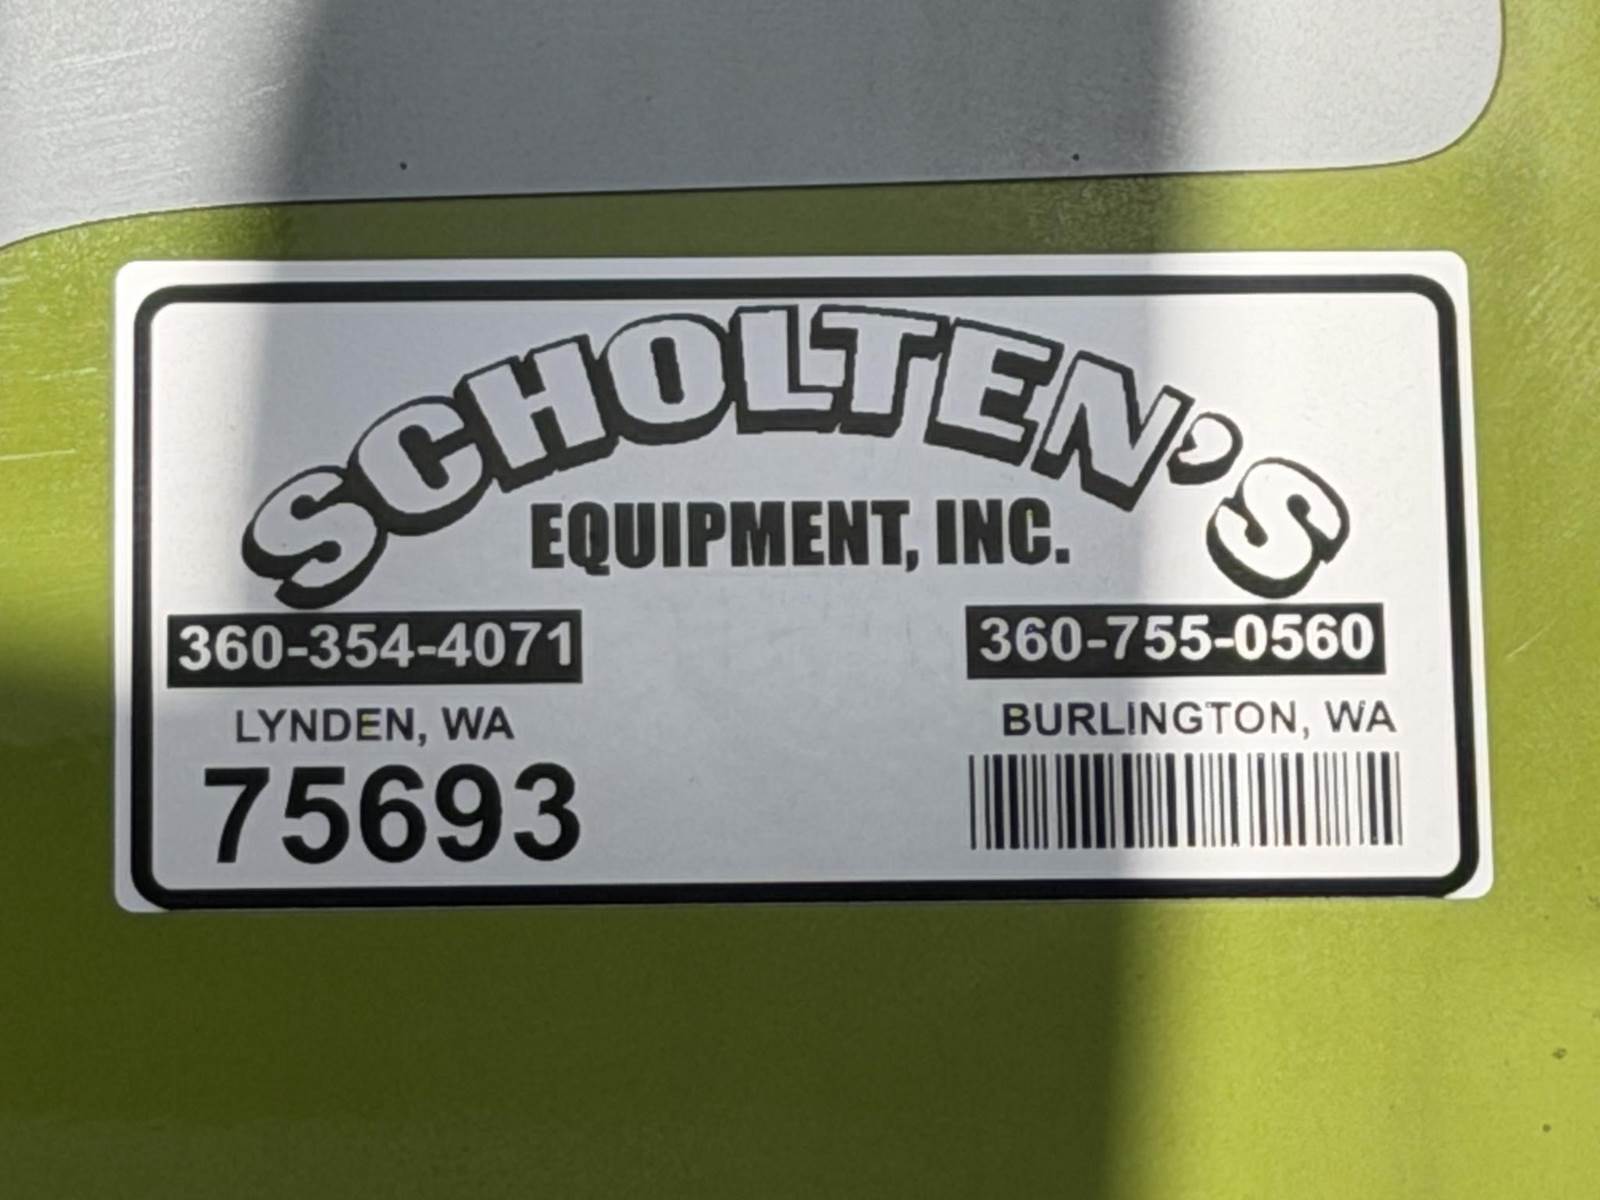 SCHOLTEN'S
EQUIPMENT, INC.
360-354-4071
LYNDEN, WA
75693
360-755-0560
BURLINGTON, WA